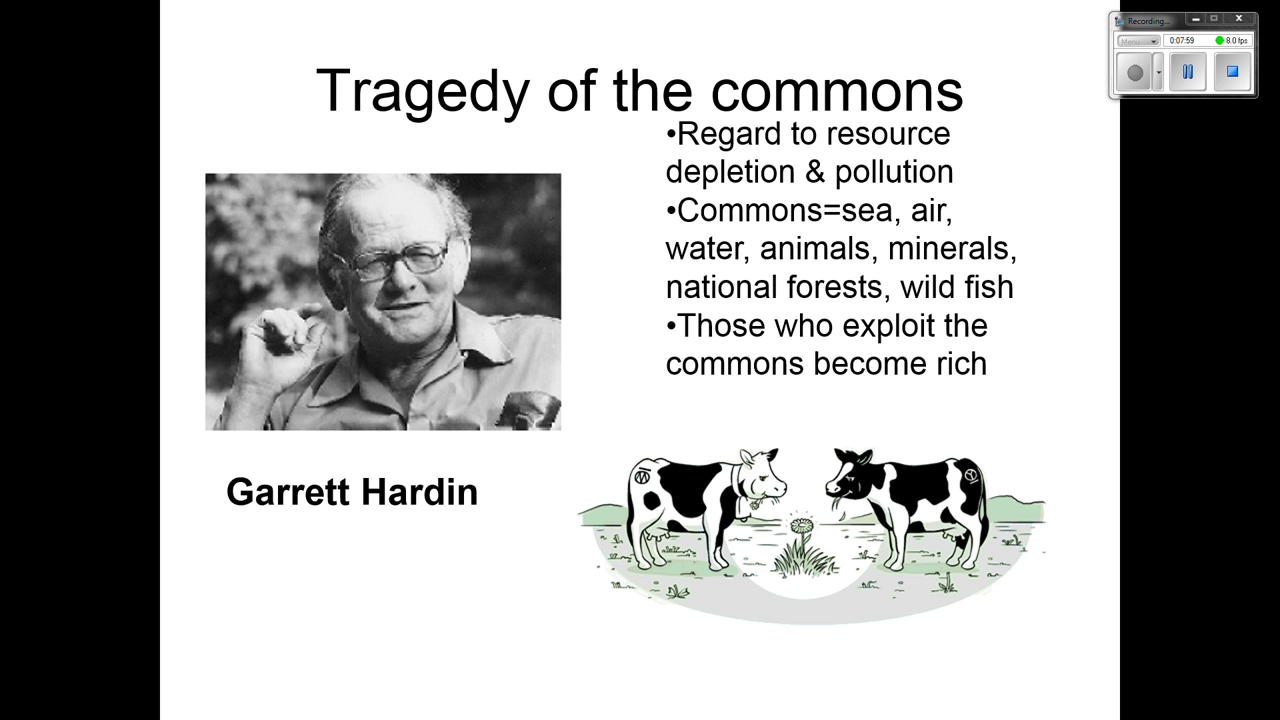 Recording...
Menu
0:07:59
8.0 fps
Tragedy of the commons
•Regard to resource
depletion & pollution
•Commons=sea, air,
water, animals, minerals,
national forests, wild fish
•Those who exploit the
commons become rich
Garrett Hardin